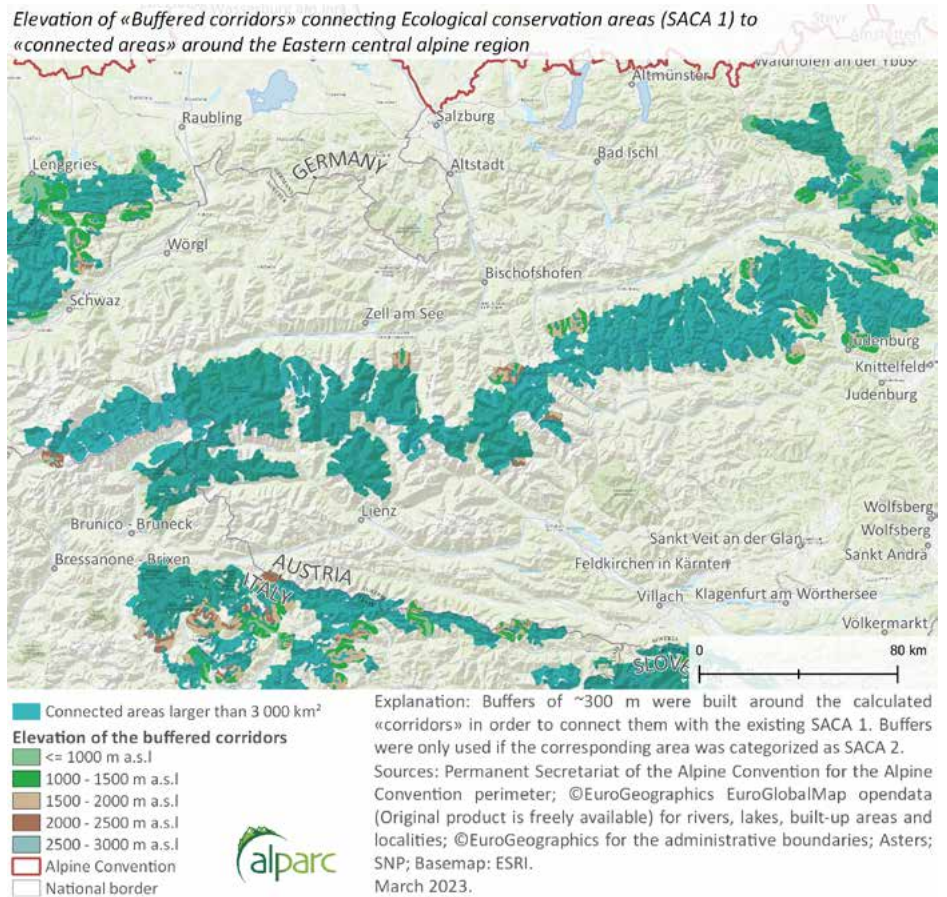 Elevation of «Buffered corridors» connecting Ecological conservation areas (SACA 1) to
«connected areas» around the Eastern central alpine region
Steyr
Waidhofen an der Ybbs
Altmünster
Raubling
Salzburg
Lenggries
GERMANY
Altstadt
Bad Ischl
Wörgl
Bischofshofen
Schwaz
Zell am See
Judenburg
Knittelfeld
Judenburg
Lienz
Brunico - Bruneck
Wolfsberg
Wolfsberg
Sankt Veit an der Glan
Sankt Andrä
Bressanone - Brixen
AUSTRIA
ITALY
Feldkirchen in Kärnten
Villach
Klagenfurt am Wörthersee
Völkermarkt
SLOVE
0 80 km
Connected areas larger than 3 000 km²
Elevation of the buffered corridors
<= 1000 m a.s.l
1000 - 1500 m a.s.l
1500 - 2000 m a.s.l
2000 - 2500 m a.s.l
2500 - 3000 m a.s.l
Alpine Convention
National border
alparc
Explanation: Buffers of ~300 m were built around the calculated
«corridors» in order to connect them with the existing SACA 1. Buffers
were only used if the corresponding area was categorized as SACA 2.
Sources: Permanent Secretariat of the Alpine Convention for the Alpine
Convention perimeter; ©EuroGeographics EuroGlobalMap opendata
(Original product is freely available) for rivers, lakes, built-up areas and
localities; ©EuroGeographics for the administrative boundaries; Asters;
SNP; Basemap: ESRI.
March 2023.